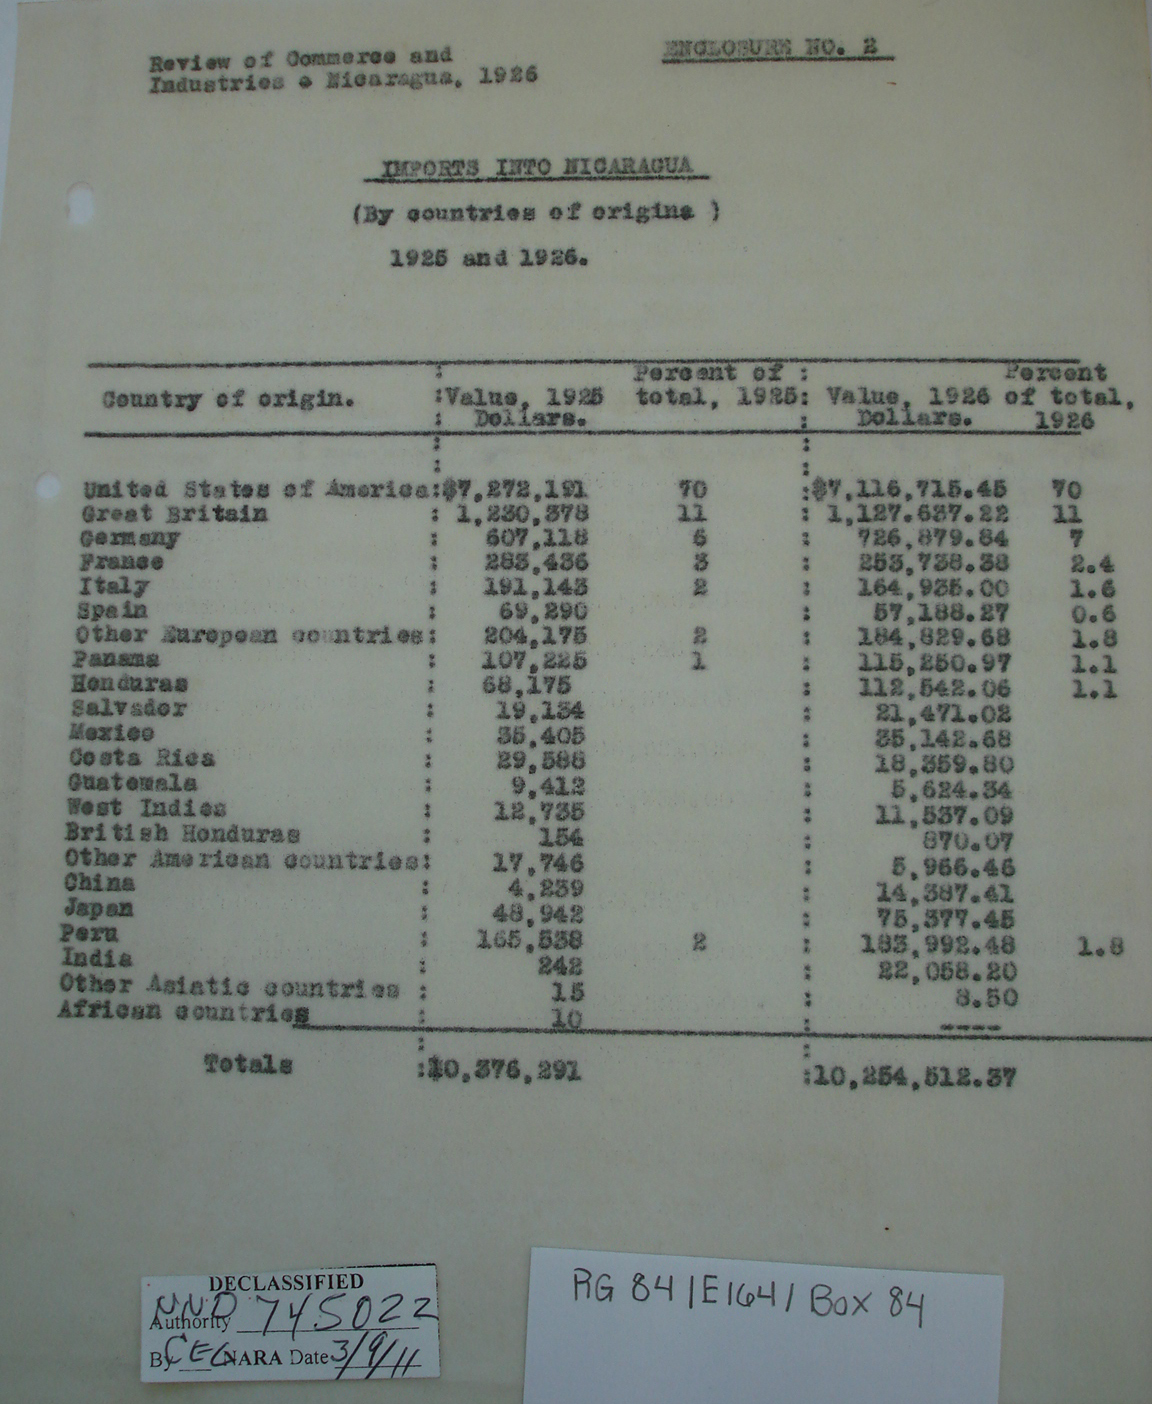 Review of Commerce and
ENCLOSURE NO. 2
Industries - Nicaragua, 1926
IMPORTS INTO NICARAGUA
(By countries of origins )
1925 and 1926.
Country of origin. :Value, 1925 Dollars. Percent of total, 1925: Value, 1926 Dollars. Percent of total, 1926
United States of America:$7,272,191 70 :$7,116,715.45 70
Great Britain : 1,230,378 11 : 1,127.637.22 11
Germany : 607,118 6 : 726,879.84 7
France : 283,436 3 : 253,738.38 2.4
Italy : 191,143 2 : 164,935.00 1.6
Spain : 69,290 : 57,188.27 0.6
Other European countries: 204,175 2 : 184,829.68 1.8
Panama : 107,225 1 : 115,250.97 1.1
Honduras : 68,175 : 112,542.06 1.1
Salvador : 19,134 : 21,471.02
Mexico : 35,405 : 35,142.68
Costa Rica : 29,588 : 18,359.80
Guatemala : 9,412 : 5,624.34
West Indies : 12,735 : 11,537.09
British Honduras : 154 : 870.07
Other American countries: 17,746 : 5,966.46
China : 4,239 : 14,387.41
Japan : 48,942 : 75,377.45
Peru : 165,538 2 : 183,992.48 1.8
India : 242 : 22,058.20
Other Asiatic countries : 15 : 8.50
African countries : 10 : ----
Totals :10,376,291 :10,254,512.37
DECLASSIFIED
Authority NND 745022
By CEG NARA Date 3/9/11
RG 84 / E1641 Box 84